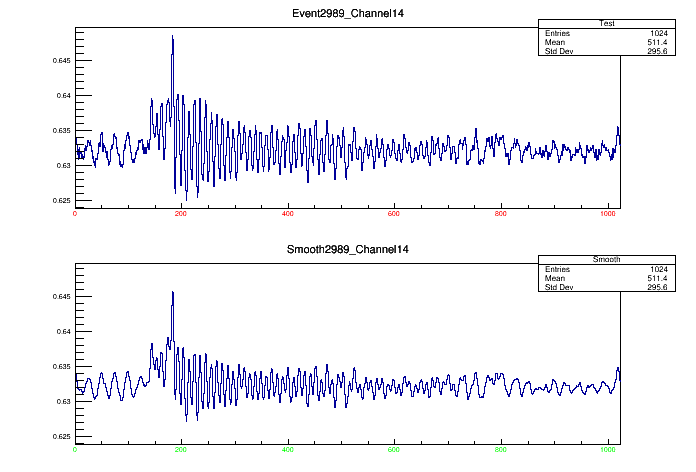 Event2989_Channel14
Test
Entries 1024
Mean 511.4
Std Dev 295.6
0.645
0.64
0.635
0.63
0.625
0 200 400 600 800 1000
Smooth2989_Channel14
Smooth
Entries 1024
Mean 511.4
Std Dev 295.6
0.645
0.64
0.635
0.63
0.625
0 200 400 600 800 1000